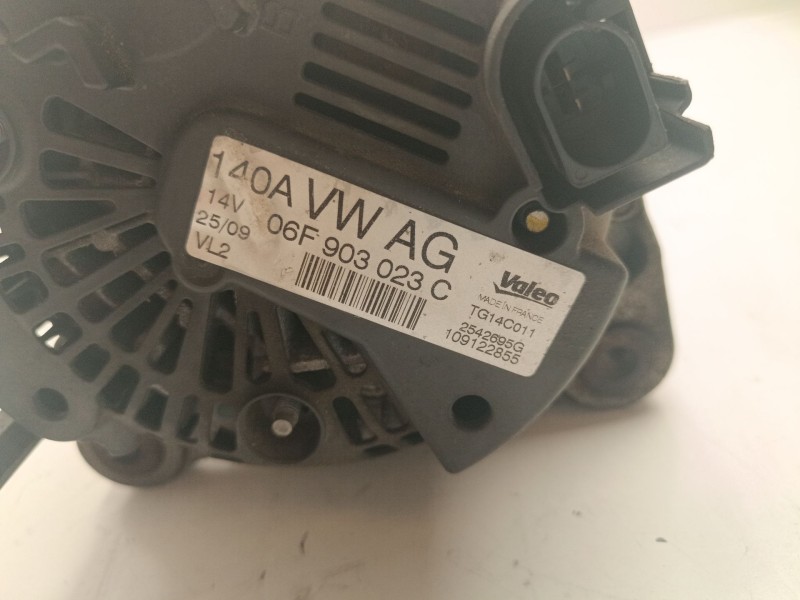 140A VW AG
14V 06F 903 023 C
25/09
VL2
Valeo
MADE IN FRANCE
TG14C011
2542695G
109122855